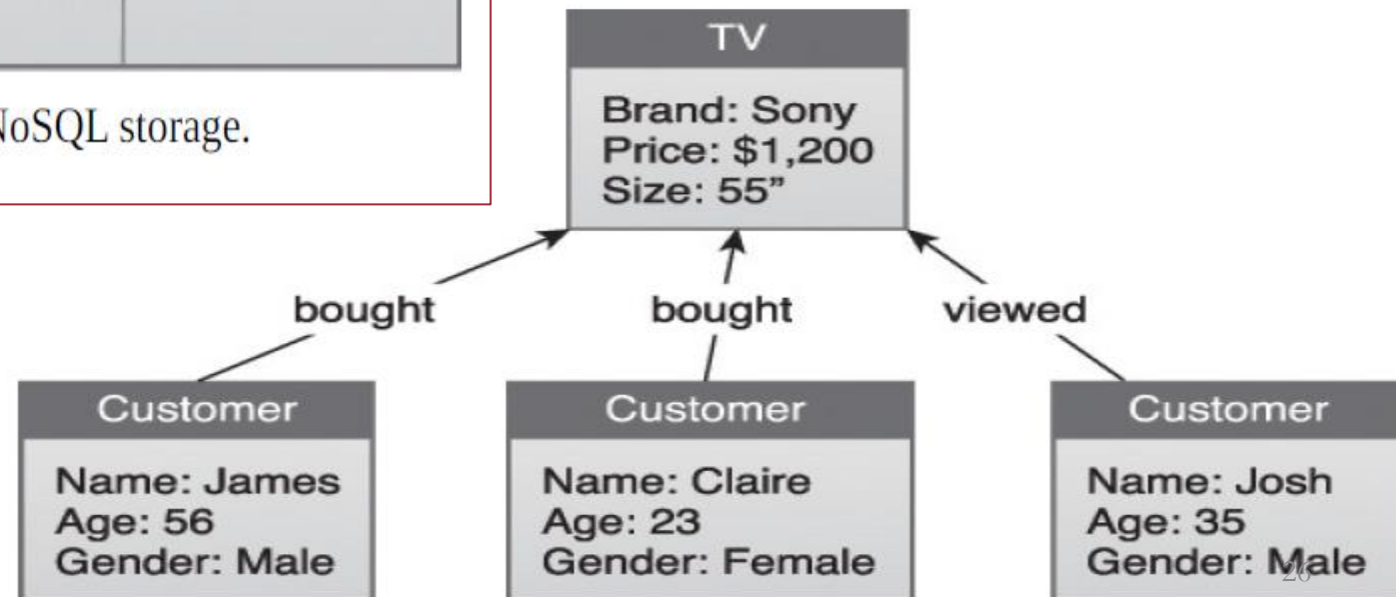 NoSQL storage.
TV
Brand: Sony
Price: $1,200
Size: 55”
bought
bought
viewed
Customer
Name: James
Age: 56
Gender: Male
Customer
Name: Claire
Age: 23
Gender: Female
Customer
Name: Josh
Age: 35
Gender: Male
26